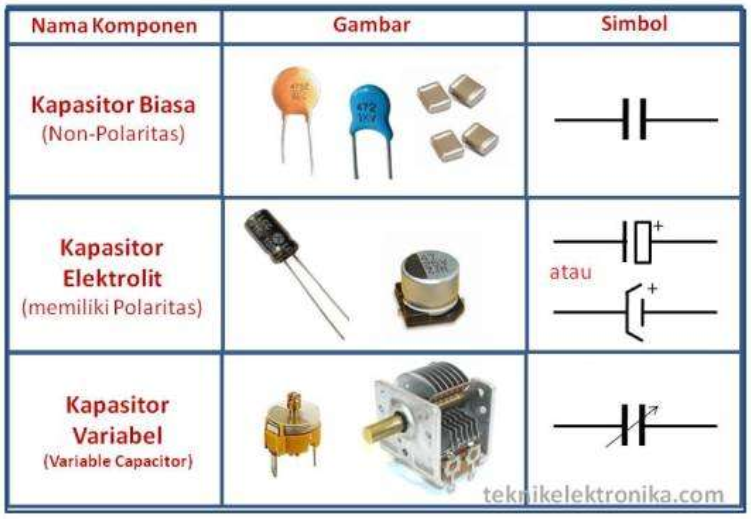 Nama Komponen
Gambar
Simbol
Kapasitor Biasa
(Non-Polaritas)
472
1KV
Kapasitor
Elektrolit
(memiliki Polaritas)
47
+
atau
+
Kapasitor
Variabel
(Variable Capacitor)
teknikelektronika.com